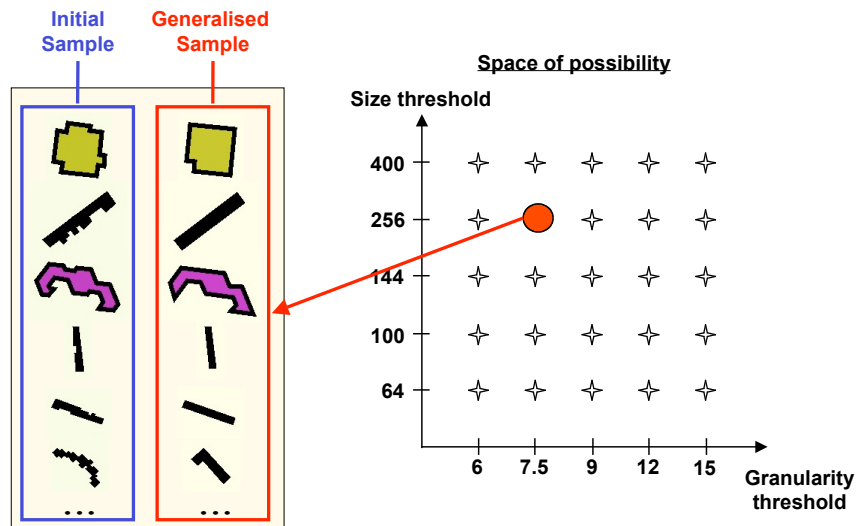 Initial
Sample
Generalised
Sample
...
...
Space of possibility
Size threshold
400
256
144
100
64
6 7.5 9 12 15
Granularity
threshold